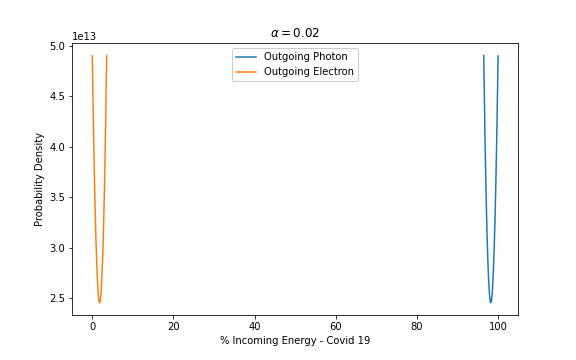 α = 0.02
1e13
5.0
4.5
4.0
3.5
3.0
2.5
Probability Density
Outgoing Photon
Outgoing Electron
0 20 40 60 80 100
% Incoming Energy - Covid 19